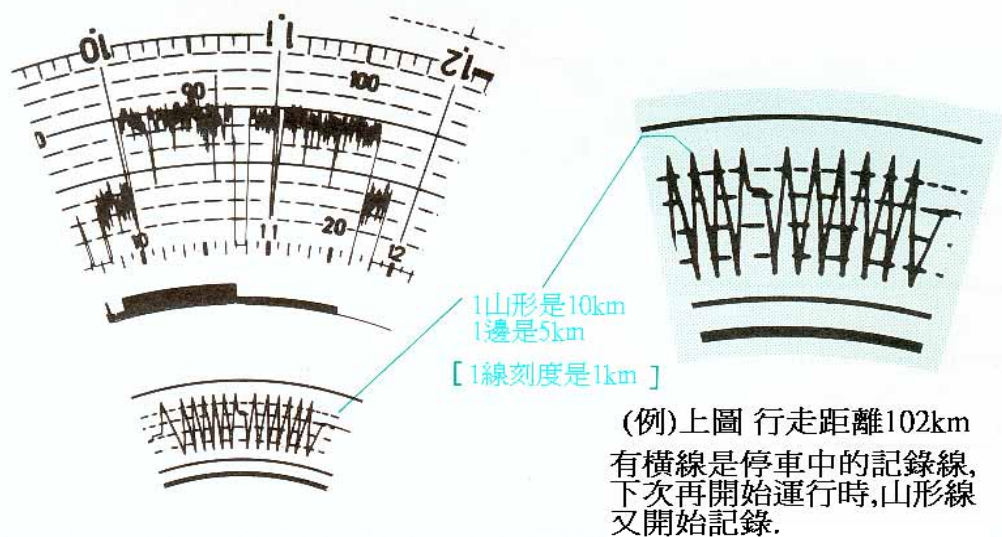 10
11
12
90
100
10
11
20
12
1山形是10km
1邊是5km
[ 1線刻度是1km ]
(例)上圖 行走距離102km
有橫線是停車中的記錄線,
下次再開始運行時,山形線
又開始記錄.